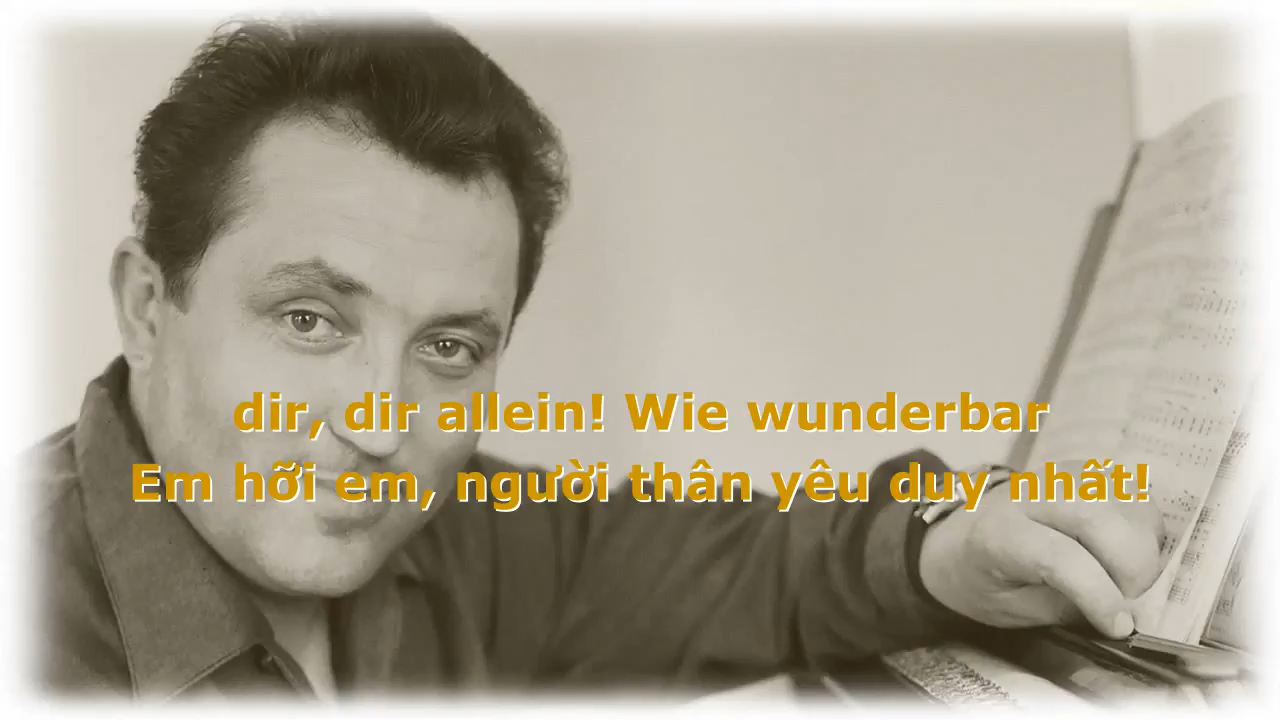 dir, dir allein! Wie wunderbar
Em hỡi em, người thân yêu duy nhất!